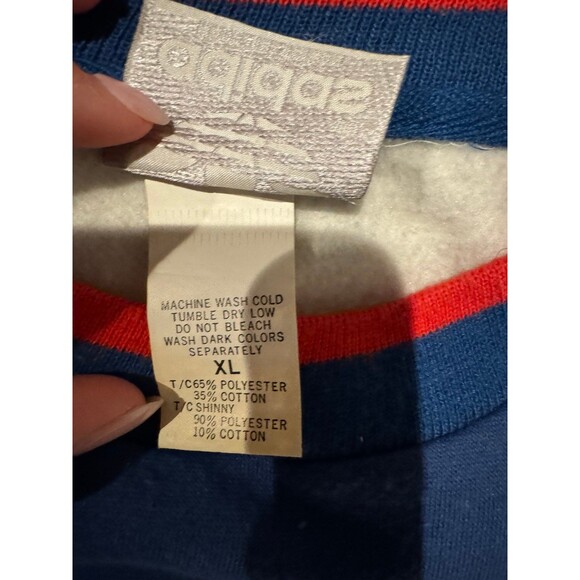 adidas
MACHINE WASH COLD
TUMBLE DRY LOW
DO NOT BLEACH
WASH DARK COLORS
SEPARATELY
XL
T/C65% POLYESTER
35% COTTON
T/C SHINNY
90% POLYESTER
10% COTTON